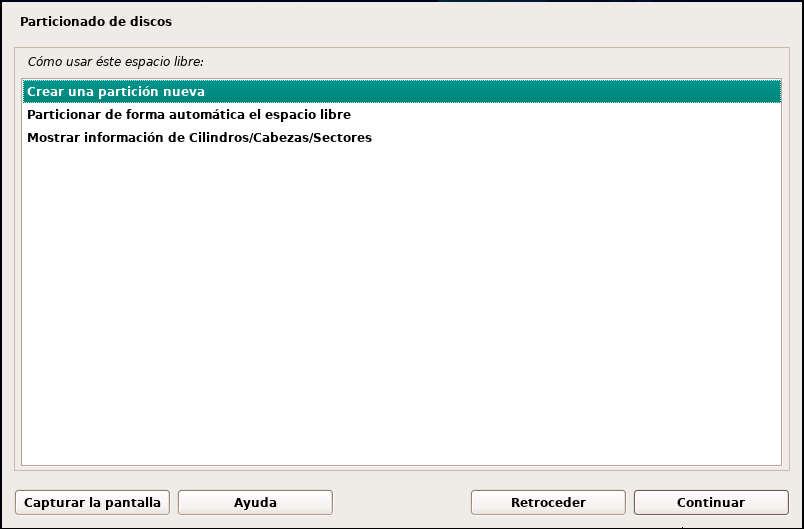 Particionado de discos
Cómo usar éste espacio libre:
Crear una partición nueva
Particionar de forma automática el espacio libre
Mostrar información de Cilindros/Cabezas/Sectores
Capturar la pantalla
Ayuda
Retroceder
Continuar